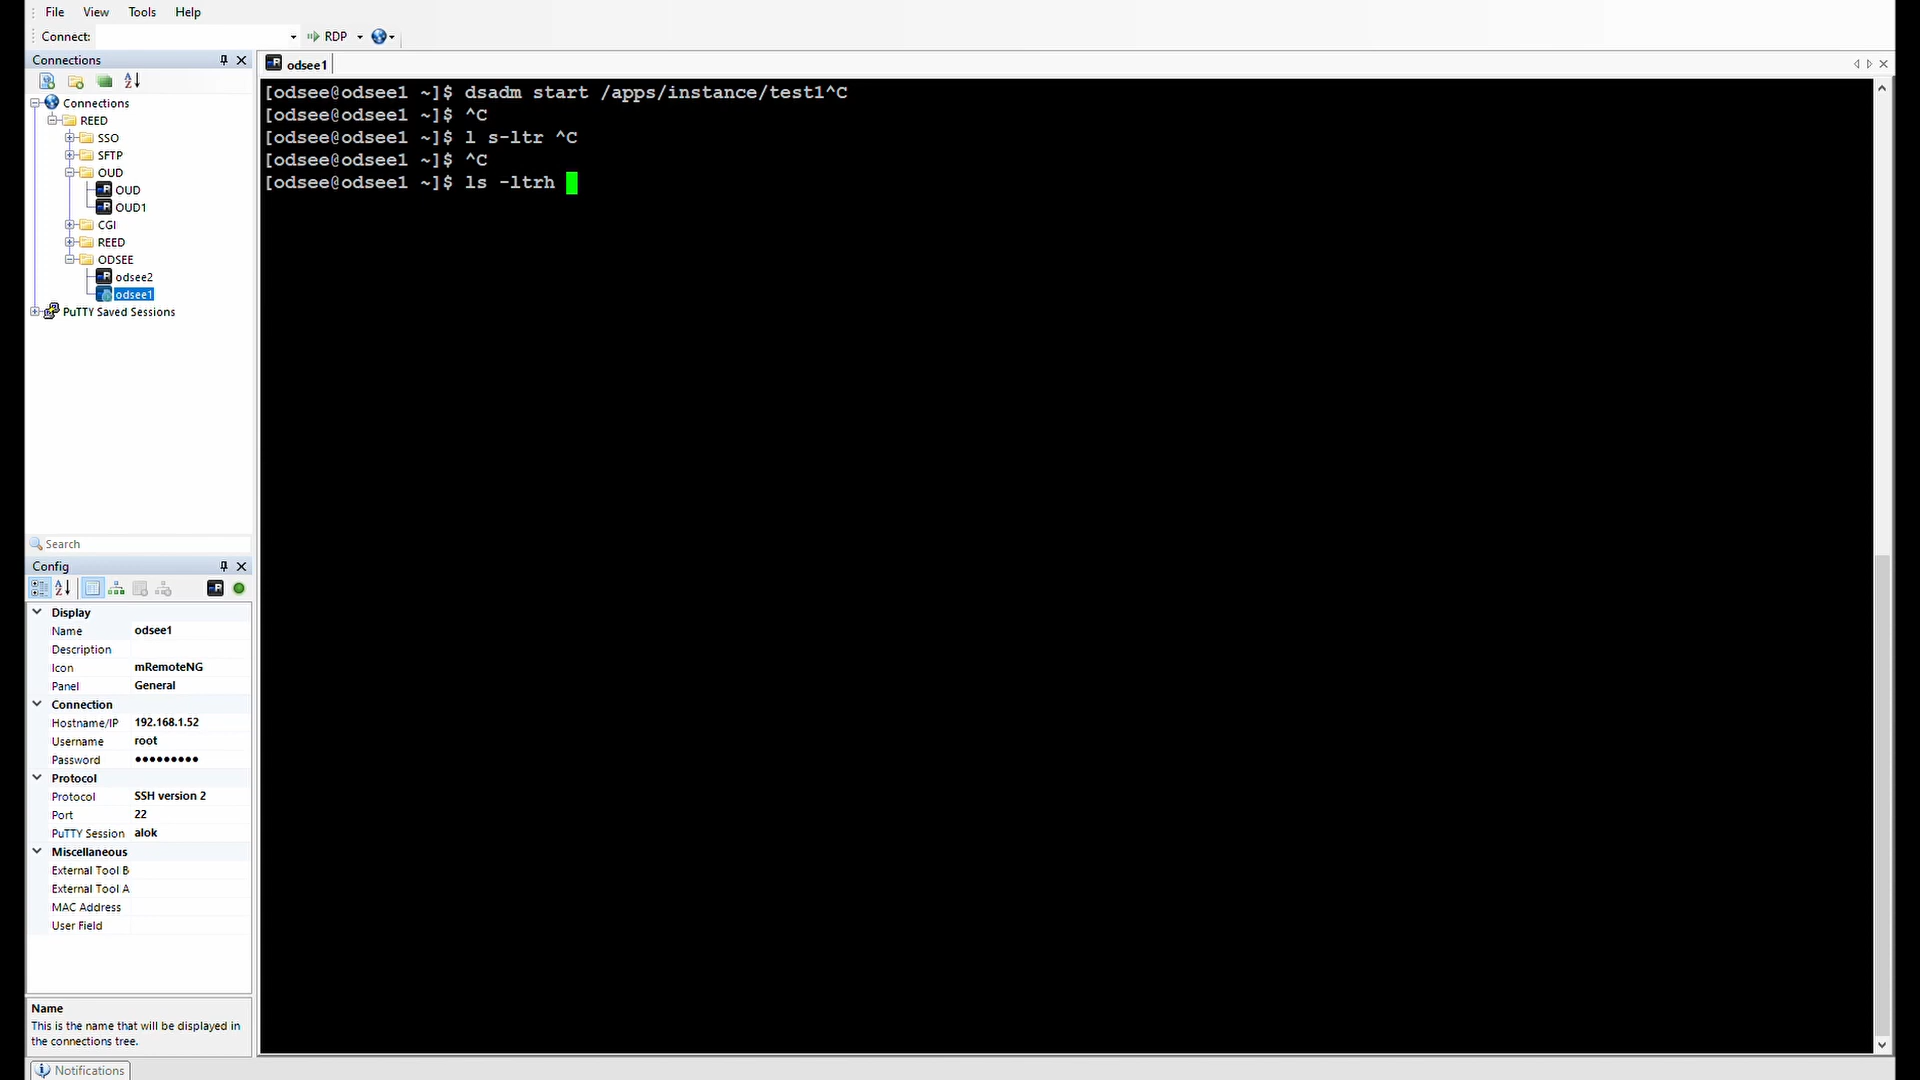 File View Tools Help
Connect: RDP
Connections
odsee1
Connections
REED
SSO
SFTP
OUD
OUD
OUD1
CGI
REED
ODSEE
odsee2
odsee1
PuTTY Saved Sessions
[odsee@odsee1 ~]$ dsadm start /apps/instance/test1^C
[odsee@odsee1 ~]$ ^C
[odsee@odsee1 ~]$ l s-ltr ^C
[odsee@odsee1 ~]$ ^C
[odsee@odsee1 ~]$ ls -ltrh
Search
Config
Display
Name odsee1
Description
Icon mRemoteNG
Panel General
Connection
Hostname/IP 192.168.1.52
Username root
Password ●●●●●●●●●
Protocol
Protocol SSH version 2
Port 22
PuTTY Session alok
Miscellaneous
External Tool B
External Tool A
MAC Address
User Field
Name
This is the name that will be displayed in
the connections tree.
Notifications